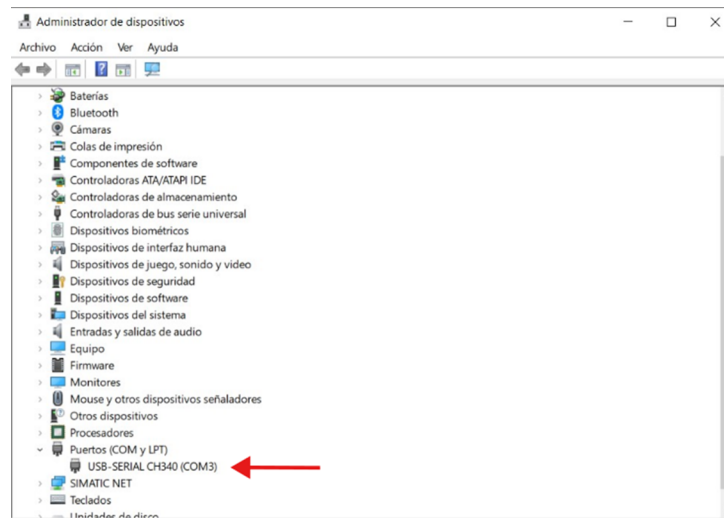 Administrador de dispositivos
Archivo Acción Ver Ayuda
Baterías
Bluetooth
Cámaras
Colas de impresión
Componentes de software
Controladoras ATA/ATAPI IDE
Controladoras de almacenamiento
Controladoras de bus serie universal
Dispositivos biométricos
Dispositivos de interfaz humana
Dispositivos de juego, sonido y video
Dispositivos de seguridad
Dispositivos de software
Dispositivos del sistema
Entradas y salidas de audio
Equipo
Firmware
Monitores
Mouse y otros dispositivos señaladores
Otros dispositivos
Procesadores
Puertos (COM y LPT)
USB-SERIAL CH340 (COM3)
SIMATIC NET
Teclados
Unidades de disco